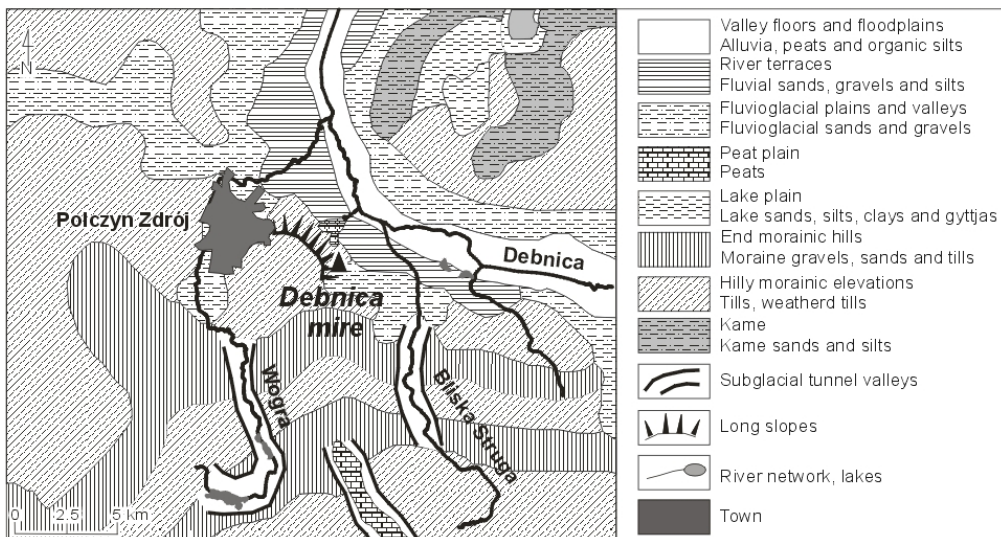 N
Połczyn Zdrój
Debnica
Debnica
mire
Wogra
Bliska Struga
0 2.5 5 km
Valley floors and floodplains
Alluvia, peats and organic silts
River terraces
Fluvial sands, gravels and silts
Fluvioglacial plains and valleys
Fluvioglacial sands and gravels
Peat plain
Peats
Lake plain
Lake sands, silts, clays and gyttjas
End morainic hills
Moraine gravels, sands and tills
Hilly morainic elevations
Tills, weatherd tills
Kame
Kame sands and silts
Subglacial tunnel valleys
Long slopes
River network, lakes
Town